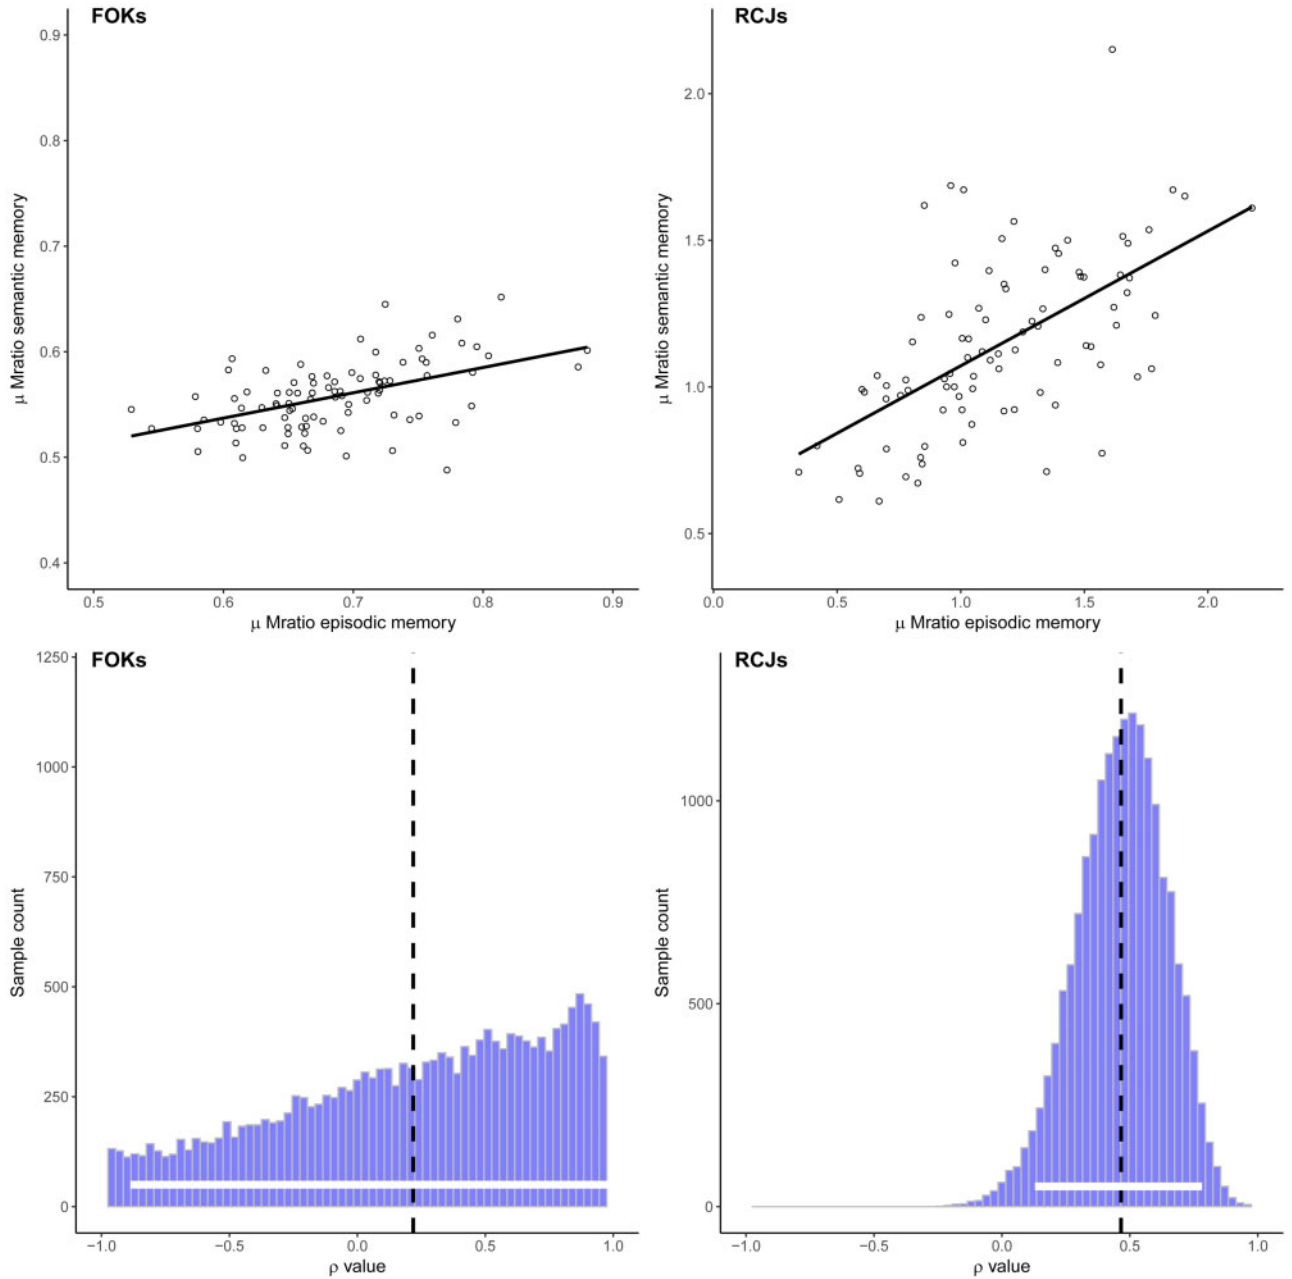 FOKs
0.9
0.8
0.7
0.6
0.5
0.4
μ Mratio semantic memory
0.5 0.6 0.7 0.8 0.9
μ Mratio episodic memory
RCJs
2.0
1.5
1.0
0.5
μ Mratio semantic memory
0.0 0.5 1.0 1.5 2.0
μ Mratio episodic memory
FOKs
1250
1000
750
500
250
0
Sample count
−1.0 −0.5 0.0 0.5 1.0
ρ value
RCJs
1000
500
0
Sample count
−1.0 −0.5 0.0 0.5 1.0
ρ value